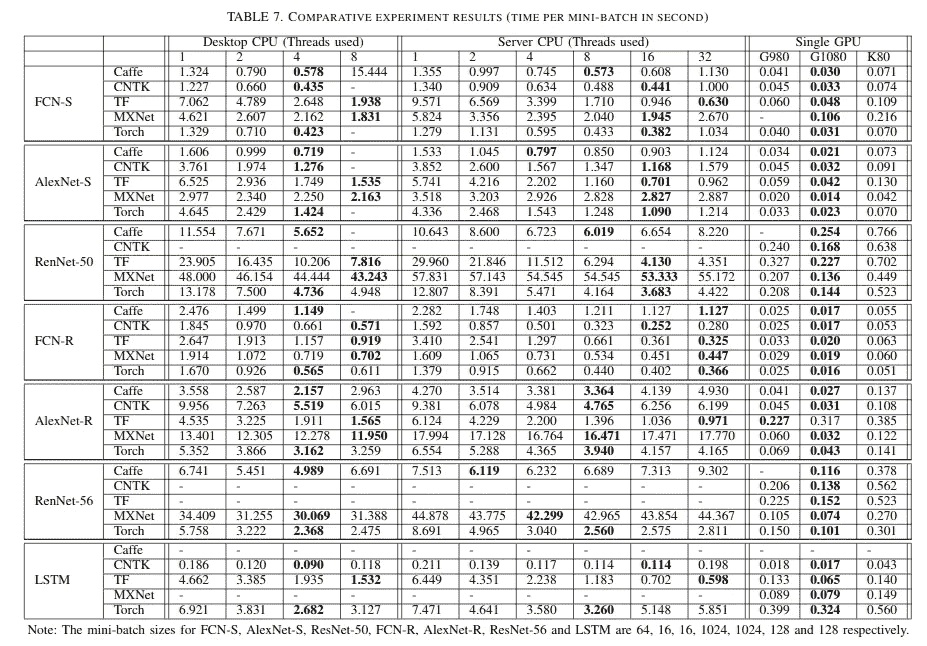 TABLE 7. COMPARATIVE EXPERIMENT RESULTS (TIME PER MINI-BATCH IN SECOND)
Desktop CPU (Threads used) Server CPU (Threads used) Single GPU
1 2 4 8 1 2 4 8 16 32 G980 G1080 K80
FCN-S
Caffe 1.324 0.790 0.578 15.444 1.355 0.997 0.745 0.573 0.608 1.130 0.041 0.030 0.071
CNTK 1.227 0.660 0.435 - 1.340 0.909 0.634 0.488 0.441 1.000 0.045 0.033 0.074
TF 7.062 4.789 2.648 1.938 9.571 6.569 3.399 1.710 0.946 0.630 0.060 0.048 0.109
MXNet 4.621 2.607 2.162 1.831 5.824 3.356 2.395 2.040 1.945 2.670 - 0.106 0.216
Torch 1.329 0.710 0.423 - 1.279 1.131 0.595 0.433 0.382 1.034 0.040 0.031 0.070
AlexNet-S
Caffe 1.606 0.999 0.719 - 1.533 1.045 0.797 0.850 0.903 1.124 0.034 0.021 0.073
CNTK 3.761 1.974 1.276 - 3.852 2.600 1.567 1.347 1.168 1.579 0.045 0.032 0.091
TF 6.525 2.936 1.749 1.535 5.741 4.216 2.202 1.160 0.701 0.962 0.059 0.042 0.130
MXNet 2.977 2.340 2.250 2.163 3.518 3.203 2.926 2.828 2.827 2.887 0.020 0.014 0.042
Torch 4.645 2.429 1.424 - 4.336 2.468 1.543 1.248 1.090 1.214 0.033 0.023 0.070
RenNet-50
Caffe 11.554 7.671 5.652 - 10.643 8.600 6.723 6.019 6.654 8.220 - 0.254 0.766
CNTK - - - - - - - - - - 0.240 0.168 0.638
TF 23.905 16.435 10.206 7.816 29.960 21.846 11.512 6.294 4.130 4.351 0.327 0.227 0.702
MXNet 48.000 46.154 44.444 43.243 57.831 57.143 54.545 54.545 53.333 55.172 0.207 0.136 0.449
Torch 13.178 7.500 4.736 4.948 12.807 8.391 5.471 4.164 3.683 4.422 0.208 0.144 0.523
FCN-R
Caffe 2.476 1.499 1.149 - 2.282 1.748 1.403 1.211 1.127 1.127 0.025 0.017 0.055
CNTK 1.845 0.970 0.661 0.571 1.592 0.857 0.501 0.323 0.252 0.280 0.025 0.017 0.053
TF 2.647 1.913 1.157 0.919 3.410 2.541 1.297 0.661 0.361 0.325 0.033 0.020 0.063
MXNet 1.914 1.072 0.719 0.702 1.609 1.065 0.731 0.534 0.451 0.447 0.029 0.019 0.060
Torch 1.670 0.926 0.565 0.611 1.379 0.915 0.662 0.440 0.402 0.366 0.025 0.016 0.051
AlexNet-R
Caffe 3.558 2.587 2.157 2.963 4.270 3.514 3.381 3.364 4.139 4.930 0.041 0.027 0.137
CNTK 9.956 7.263 5.519 6.015 9.381 6.078 4.984 4.765 6.256 6.199 0.045 0.031 0.108
TF 4.535 3.225 1.911 1.565 6.124 4.229 2.200 1.396 1.036 0.971 0.227 0.317 0.385
MXNet 13.401 12.305 12.278 11.950 17.994 17.128 16.764 16.471 17.471 17.770 0.060 0.032 0.122
Torch 5.352 3.866 3.162 3.259 6.554 5.288 4.365 3.940 4.157 4.165 0.069 0.043 0.141
RenNet-56
Caffe 6.741 5.451 4.989 6.691 7.513 6.119 6.232 6.689 7.313 9.302 - 0.116 0.378
CNTK - - - - - - - - - - 0.206 0.138 0.562
TF - - - - - - - - - - 0.225 0.152 0.523
MXNet 34.409 31.255 30.069 31.388 44.878 43.775 42.299 42.965 43.854 44.367 0.105 0.074 0.270
Torch 5.758 3.222 2.368 2.475 8.691 4.965 3.040 2.560 2.575 2.811 0.150 0.101 0.301
LSTM
Caffe - - - - - - - - - - - - -
CNTK 0.186 0.120 0.090 0.118 0.211 0.139 0.117 0.114 0.114 0.198 0.018 0.017 0.043
TF 4.662 3.385 1.935 1.532 6.449 4.351 2.238 1.183 0.702 0.598 0.133 0.065 0.140
MXNet - - - - - - - - - - 0.089 0.079 0.149
Torch 6.921 3.831 2.682 3.127 7.471 4.641 3.580 3.260 5.148 5.851 0.399 0.324 0.560
Note: The mini-batch sizes for FCN-S, AlexNet-S, ResNet-50, FCN-R, AlexNet-R, ResNet-56 and LSTM are 64, 16, 16, 1024, 1024, 128 and 128 respectively.